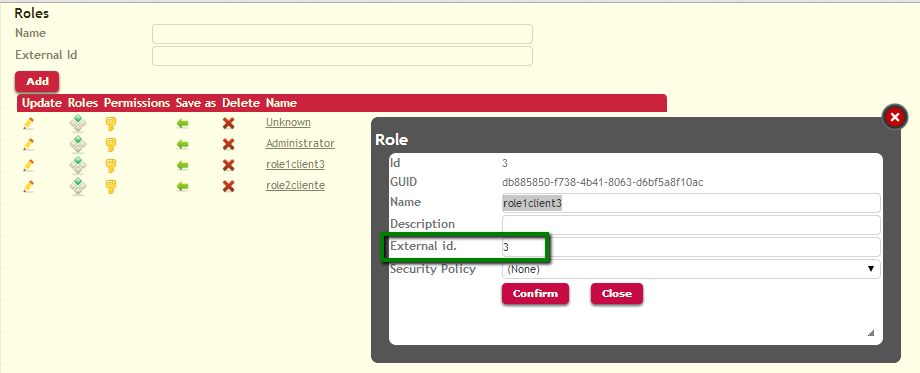 Roles
Name
External Id
Add
Update Roles Permissions Save as Delete Name
Unknown
Administrator
role1client3
role2cliente
Role
Id 3
GUID db885850-f738-4b41-8063-d6bf5a8f10ac
Name role1client3
Description
External id. 3
Security Policy (None)
Confirm Close